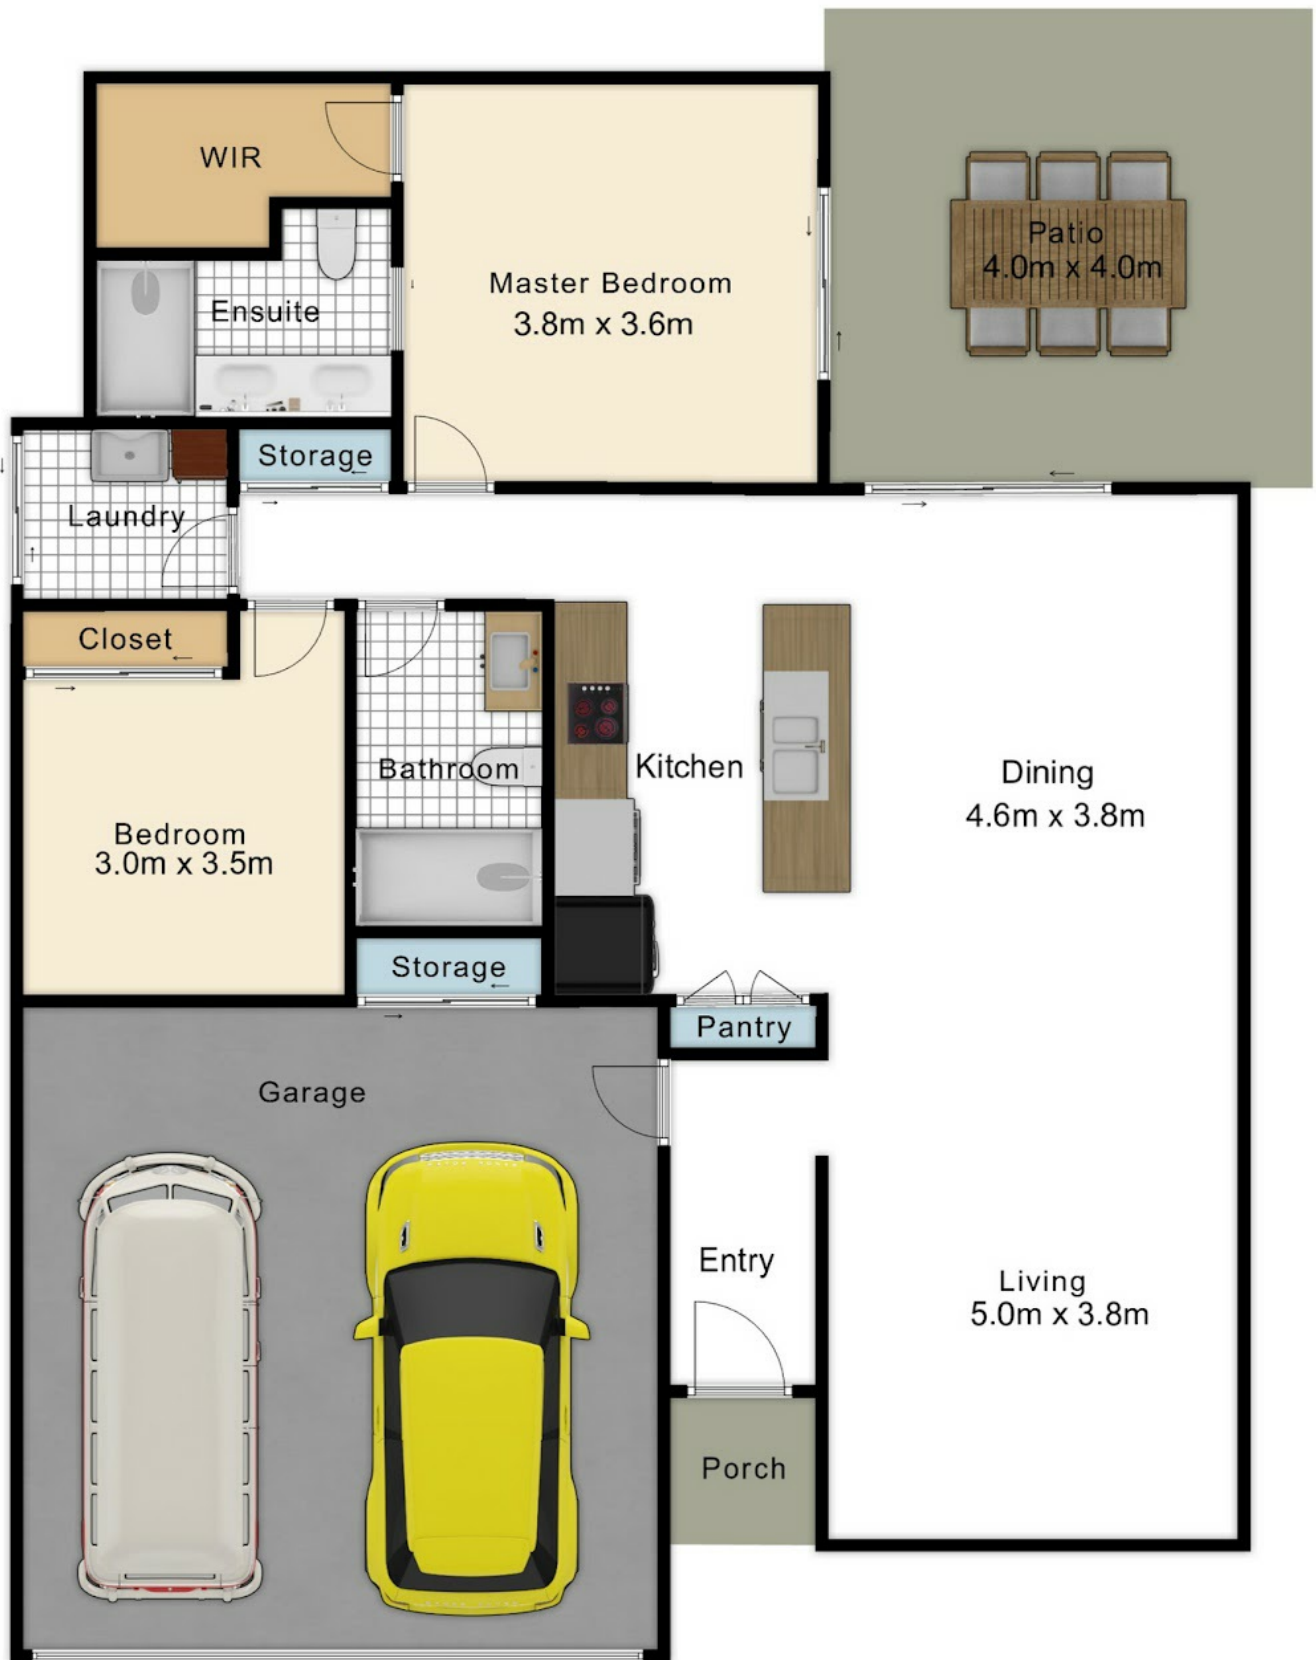 WIR
Master Bedroom
3.8m x 3.6m
Patio
4.0m x 4.0m
Ensuite
Storage
Laundry
Closet
Bedroom
3.0m x 3.5m
Bathroom
Storage
Kitchen
Dining
4.6m x 3.8m
Pantry
Garage
Entry
Living
5.0m x 3.8m
Porch